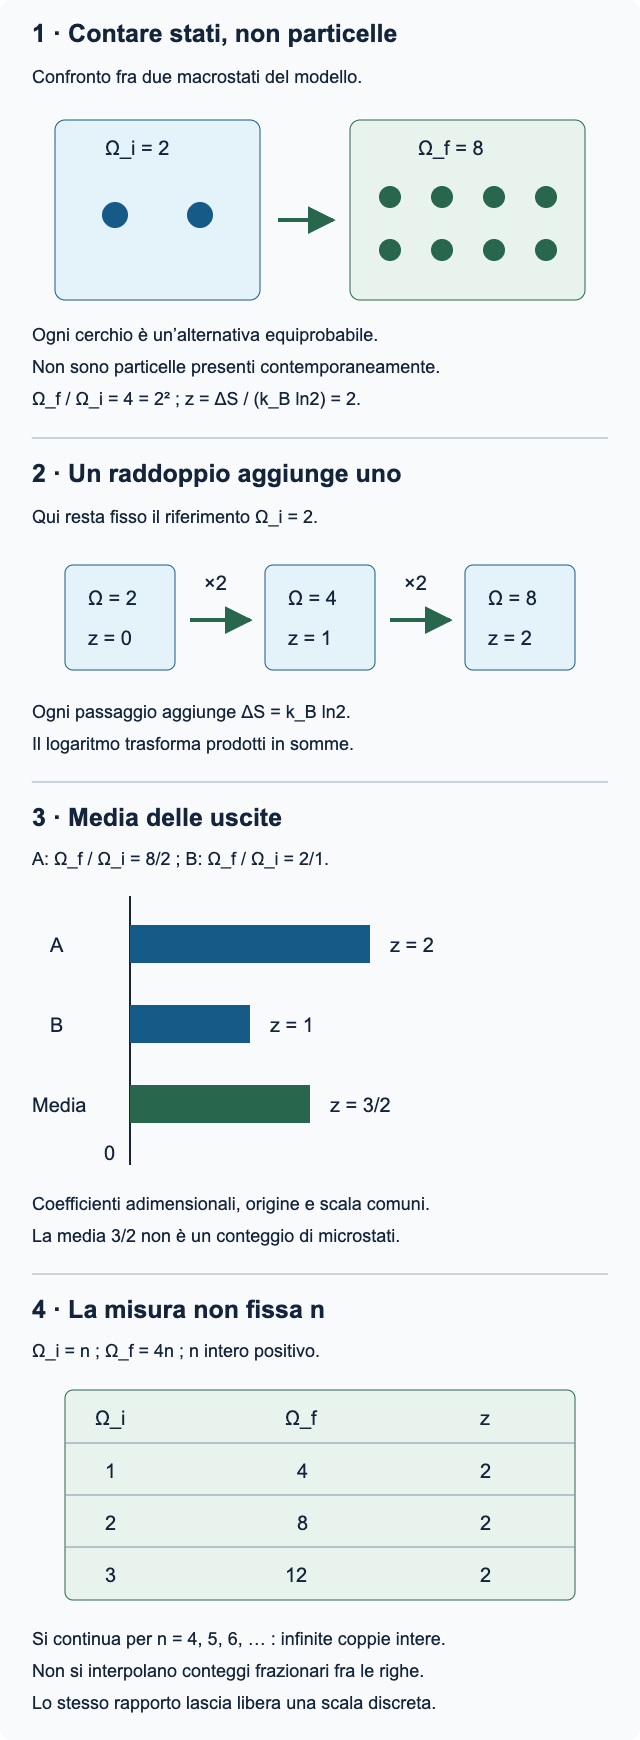 1 · Contare stati, non particelle
Confronto fra due macrostati del modello.
Ω_i = 2
Ω_f = 8
Ogni cerchio è un’alternativa equiprobabile.
Non sono particelle presenti contemporaneamente.
Ω_f / Ω_i = 4 = 2² ; z = ΔS / (k_B ln2) = 2.
2 · Un raddoppio aggiunge uno
Qui resta fisso il riferimento Ω_i = 2.
×2
×2
Ω = 2
Ω = 4
Ω = 8
z = 0
z = 1
z = 2
Ogni passaggio aggiunge ΔS = k_B ln2.
Il logaritmo trasforma prodotti in somme.
3 · Media delle uscite
A: Ω_f / Ω_i = 8/2 ; B: Ω_f / Ω_i = 2/1.
A
z = 2
B
z = 1
Media
z = 3/2
0
Coefficienti adimensionali, origine e scala comuni.
La media 3/2 non è un conteggio di microstati.
4 · La misura non fissa n
Ω_i = n ; Ω_f = 4n ; n intero positivo.
Ω_i Ω_f z
1 4 2
2 8 2
3 12 2
Si continua per n = 4, 5, 6, … : infinite coppie intere.
Non si interpolano conteggi frazionari fra le righe.
Lo stesso rapporto lascia libera una scala discreta.